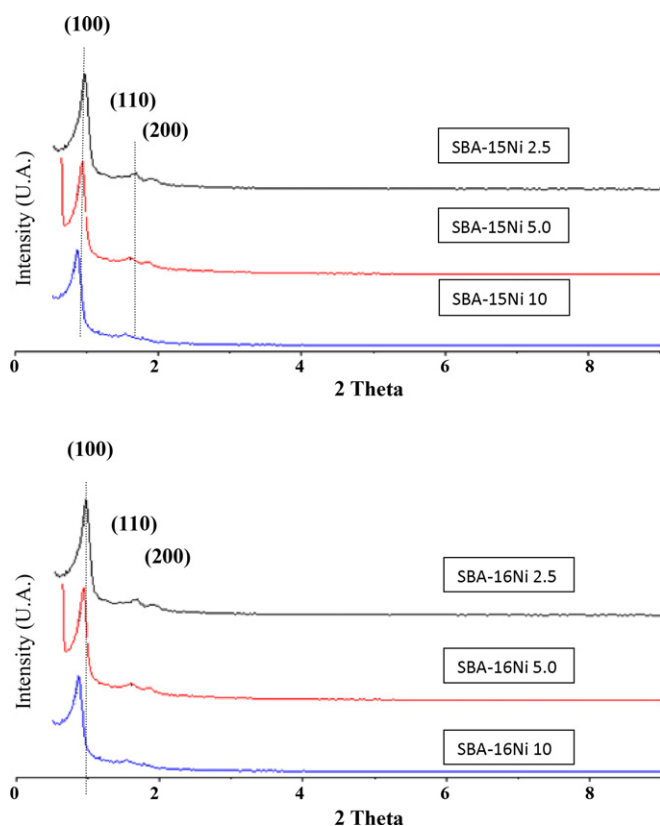 (100)
(110)
(200)
SBA-15Ni 2.5
SBA-15Ni 5.0
SBA-15Ni 10
Intensity (U.A.)
0 2 4 6 8
2 Theta
(100)
(110)
(200)
SBA-16Ni 2.5
SBA-16Ni 5.0
SBA-16Ni 10
Intensity (U.A.)
0 2 4 6 8
2 Theta